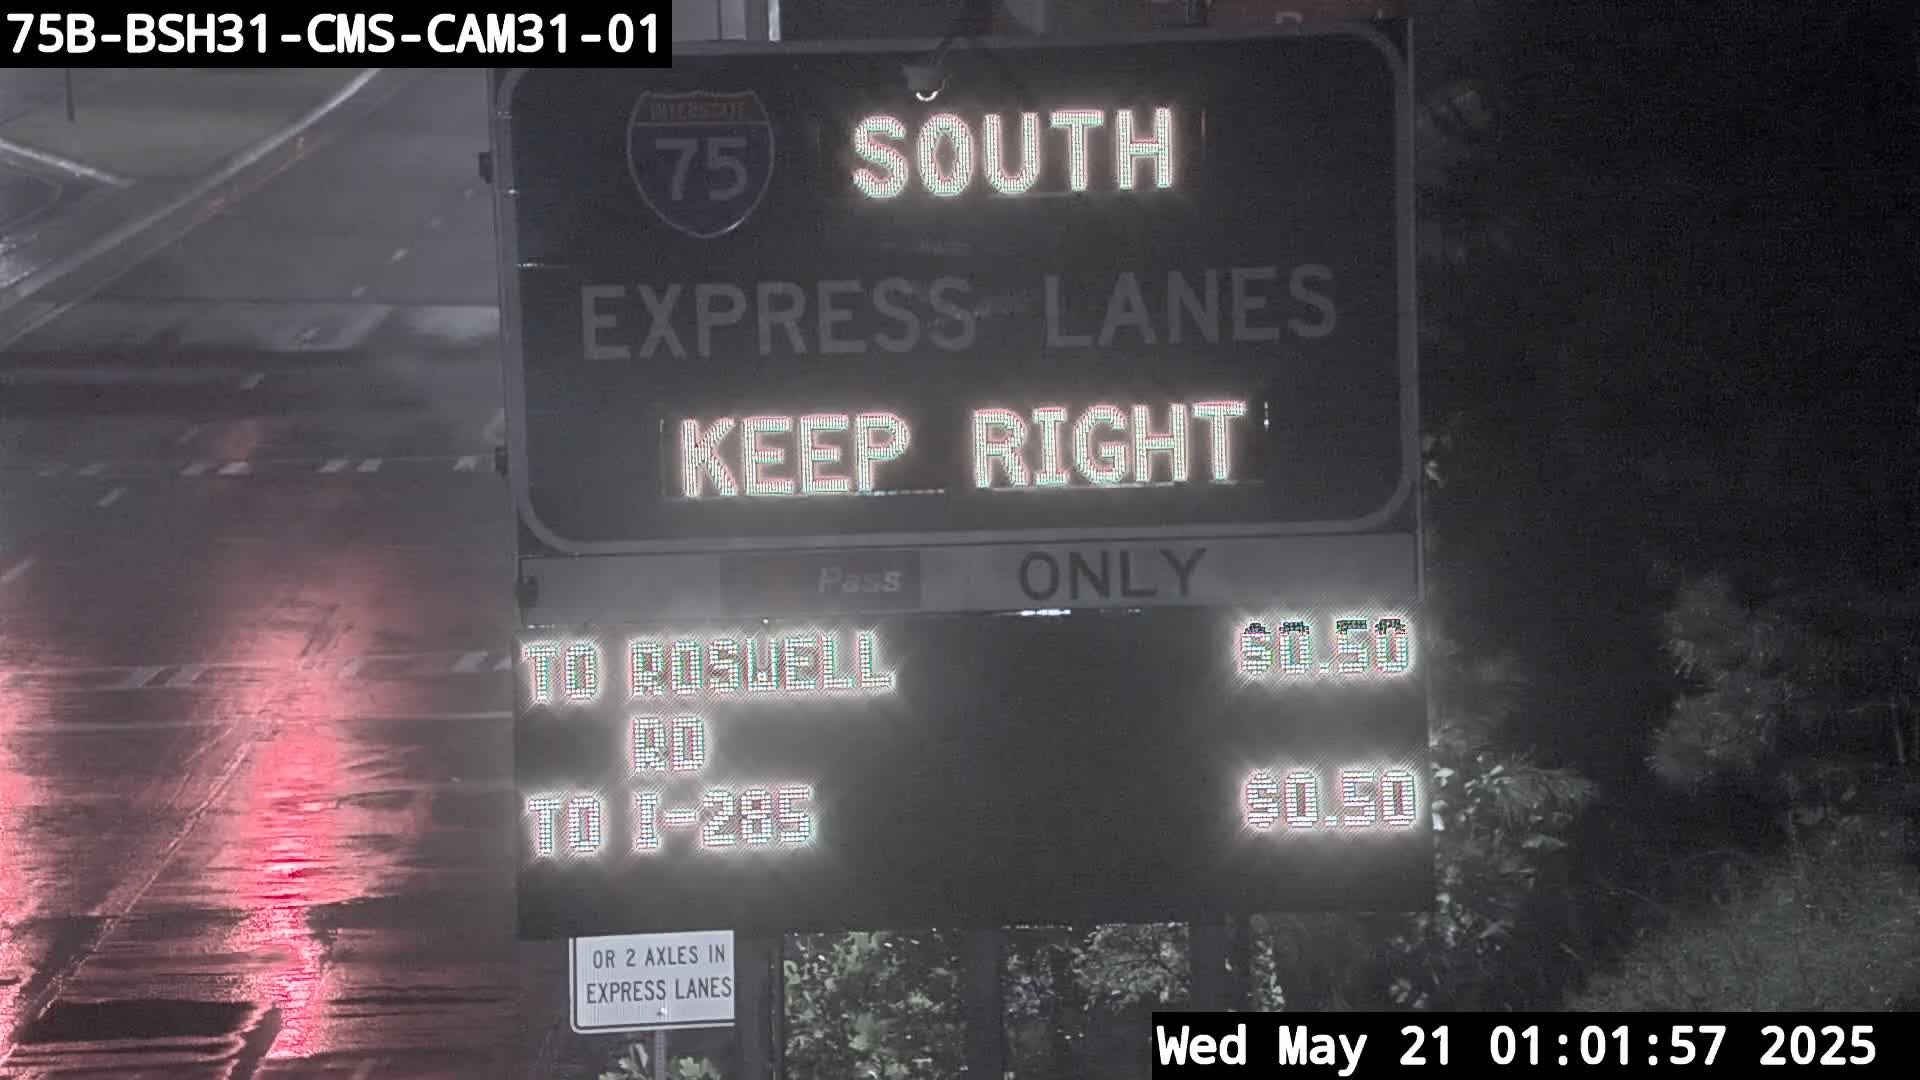 75B-BSH31-CMS-CAM31-01
INTERSTATE
75
SOUTH
EXPRESS LANES
KEEP RIGHT
Pass ONLY
TO ROSWELL $0.50
RD
TO I-285 $0.50
OR 2 AXLES IN
EXPRESS LANES
Wed May 21 01:01:57 2025